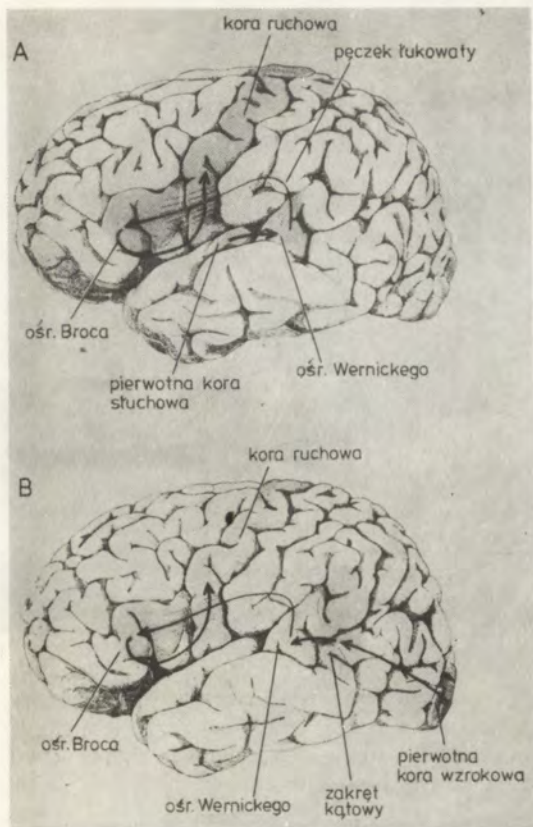 A
kora ruchowa
pęczek łukowaty
ośr. Broca
pierwotna kora
słuchowa
ośr. Wernickego
B
kora ruchowa
ośr. Broca
ośr. Wernickego
zakręt
kątowy
pierwotna
kora wzrokowa